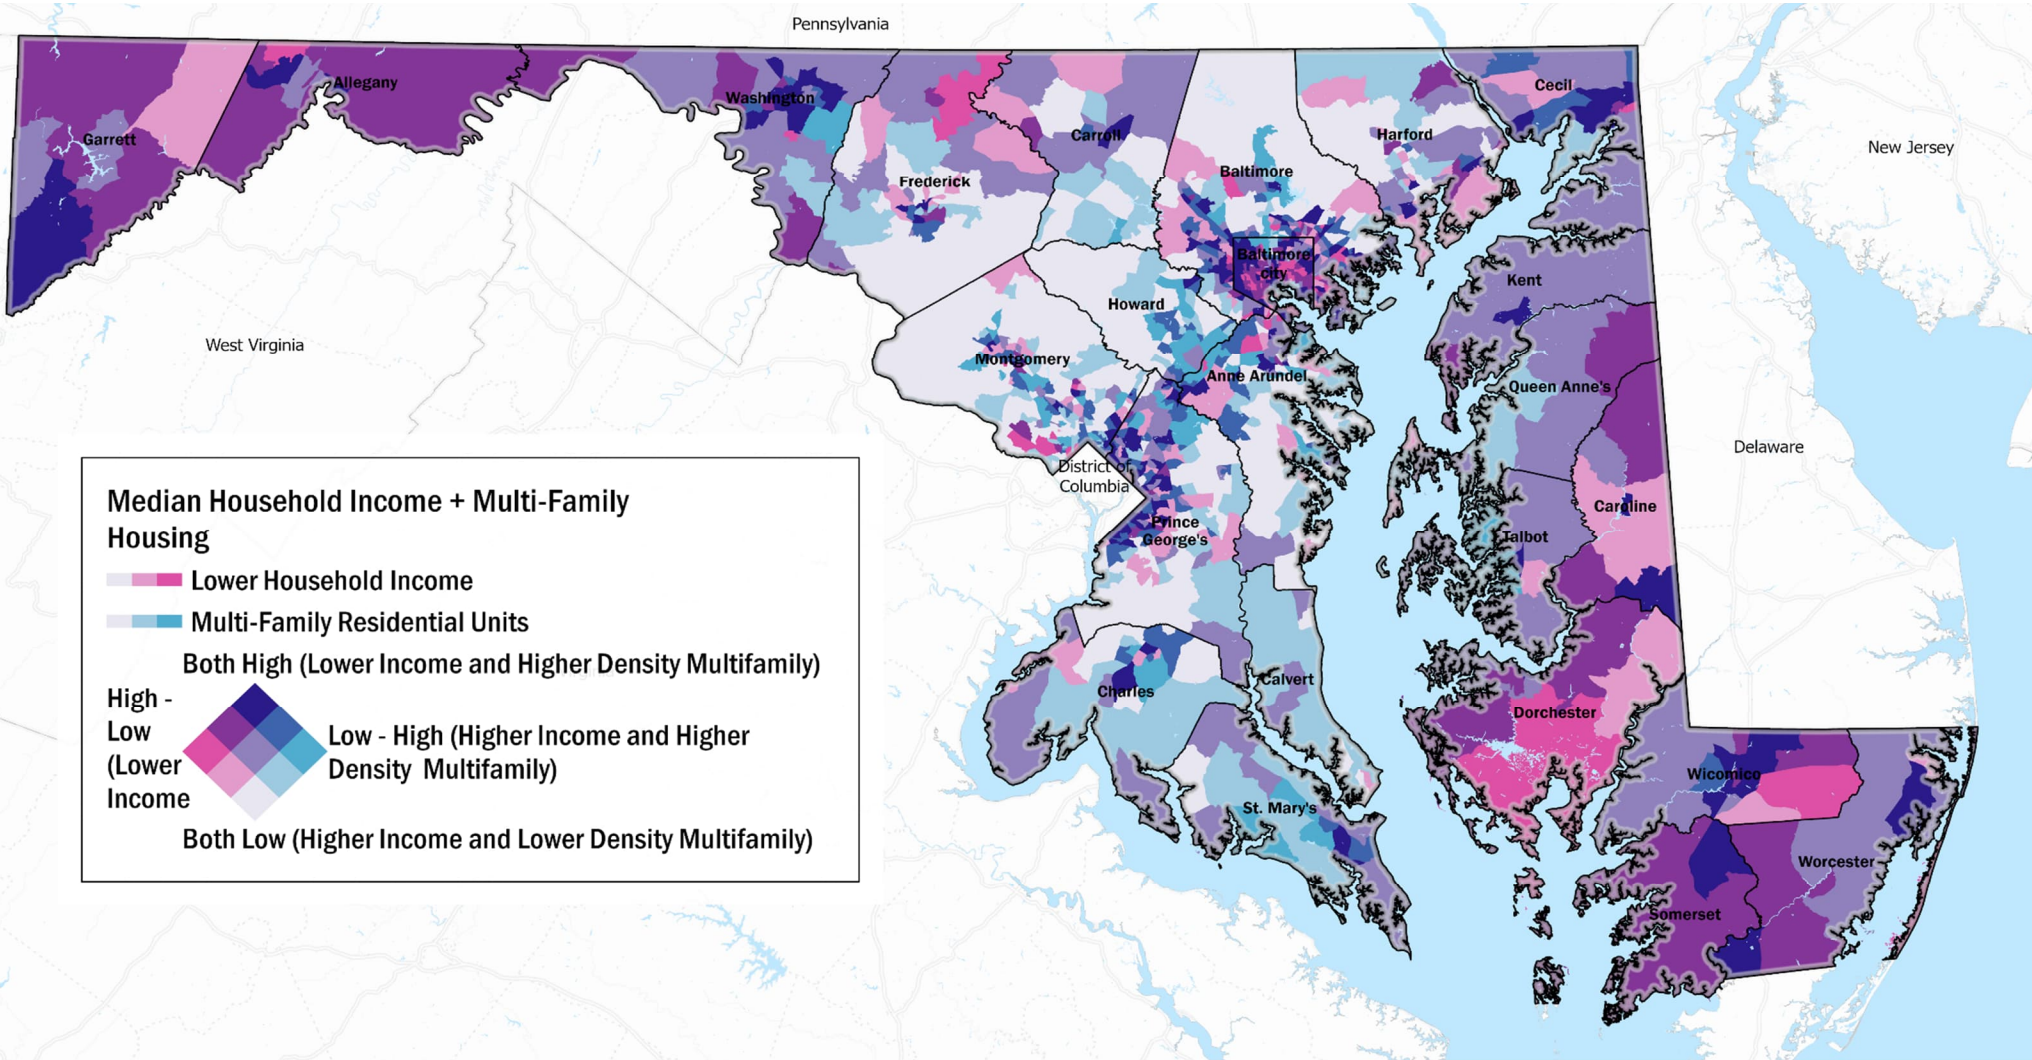 Pennsylvania
Allegany
Garrett
Washington
Frederick
Carroll
Baltimore
Harford
Cecil
New Jersey
Baltimore
city
Kent
Howard
West Virginia
Montgomery
Anne Arundel
Queen Anne's
District of
Columbia
Delaware
Prince
George's
Caroline
Talbot
Charles
Calvert
Dorchester
St. Mary's
Wicomico
Worcester
Somerset
Median Household Income + Multi-Family
Housing
Lower Household Income
Multi-Family Residential Units
Both High (Lower Income and Higher Density Multifamily)
High -
Low
(Lower
Income
Low - High (Higher Income and Higher
Density Multifamily)
Both Low (Higher Income and Lower Density Multifamily)